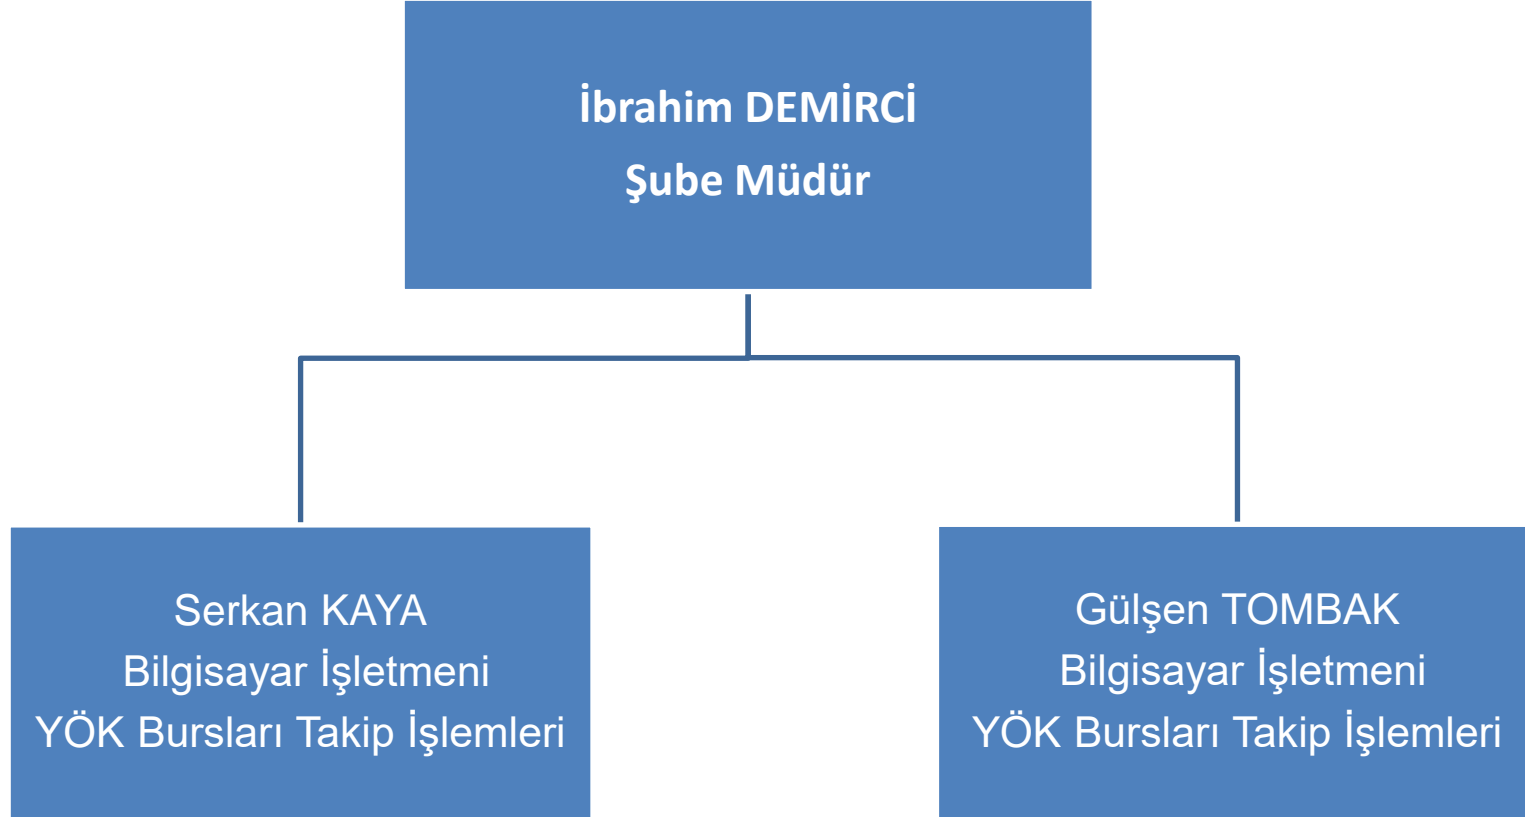 İbrahim DEMİRCİ
Şube Müdür
Serkan KAYA
Bilgisayar İşletmeni
YÖK Bursları Takip İşlemleri
Gülşen TOMBAK
Bilgisayar İşletmeni
YÖK Bursları Takip İşlemleri